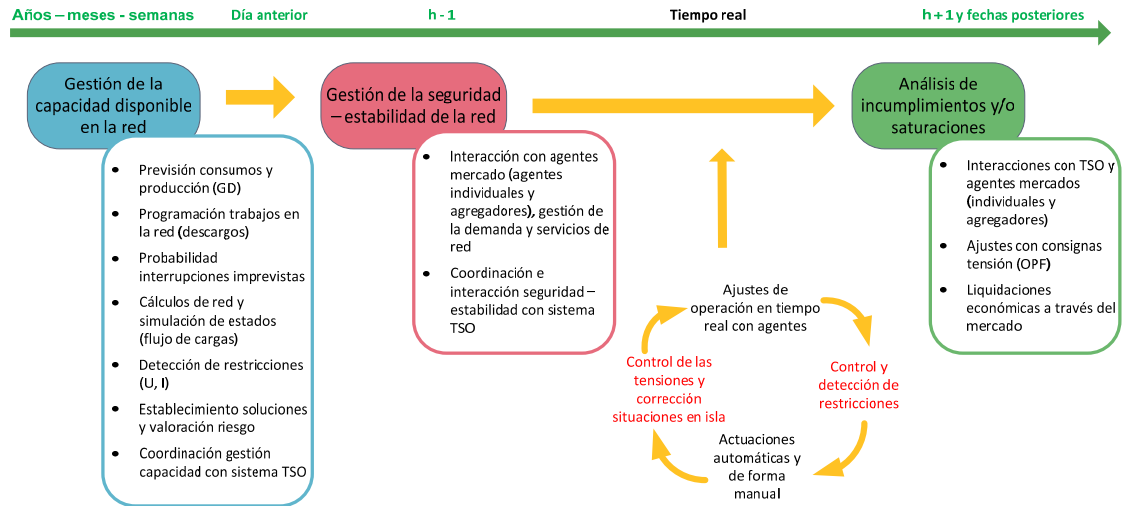 Años – meses - semanas
Día anterior
h - 1
Tiempo real
h + 1 y fechas posteriores
Gestión de la
capacidad disponible
en la red
• Previsión consumos y
producción (GD)
• Programación trabajos en
la red (descargos)
• Probabilidad
interrupciones imprevistas
• Cálculos de red y
simulación de estados
(flujo de cargas)
• Detección de restricciones
(U, I)
• Establecimiento soluciones
y valoración riesgo
• Coordinación gestión
capacidad con sistema TSO
Gestión de la seguridad
– estabilidad de la red
• Interacción con agentes
mercado (agentes
individuales y
agregadores), gestión de
la demanda y servicios de
red
• Coordinación e
interacción seguridad –
estabilidad con sistema
TSO
Ajustes de
operación en tiempo
real con agentes
Control y
detección de
restricciones
Actuaciones
automáticas y
de forma
manual
Control de las
tensiones y
corrección
situaciones en isla
Análisis de
incumplimientos y/o
saturaciones
• Interacciones con TSO y
agentes mercados
(individuales y
agregadores)
• Ajustes con consignas
tensión (OPF)
• Liquidaciones
económicas a través del
mercado